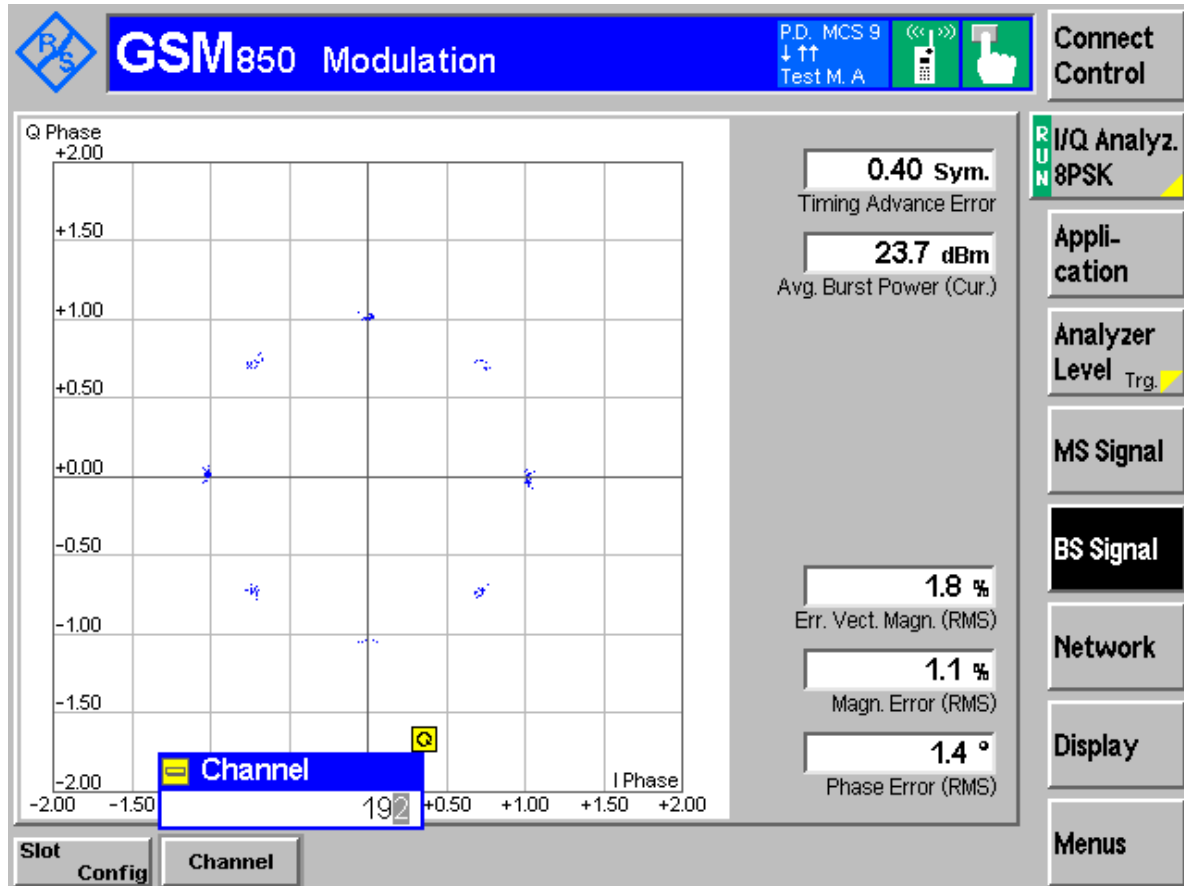 R/S
GSM850 Modulation
P.D. MCS 9
↓ ↑↑
Test M. A
Connect
Control
RUN
I/Q Analyz.
8PSK
Appli-
cation
Analyzer
Level Trg.
MS Signal
BS Signal
Network
Display
Menus
Q Phase
+2.00
+1.50
+1.00
+0.50
+0.00
-0.50
-1.00
-1.50
-2.00
I Phase
-2.00 -1.50 +0.50 +1.00 +1.50 +2.00
0.40 Sym.
Timing Advance Error
23.7 dBm
Avg. Burst Power (Cur.)
1.8 %
Err. Vect. Magn. (RMS)
1.1 %
Magn. Error (RMS)
1.4 °
Phase Error (RMS)
Q
Channel
192
Slot
Config
Channel